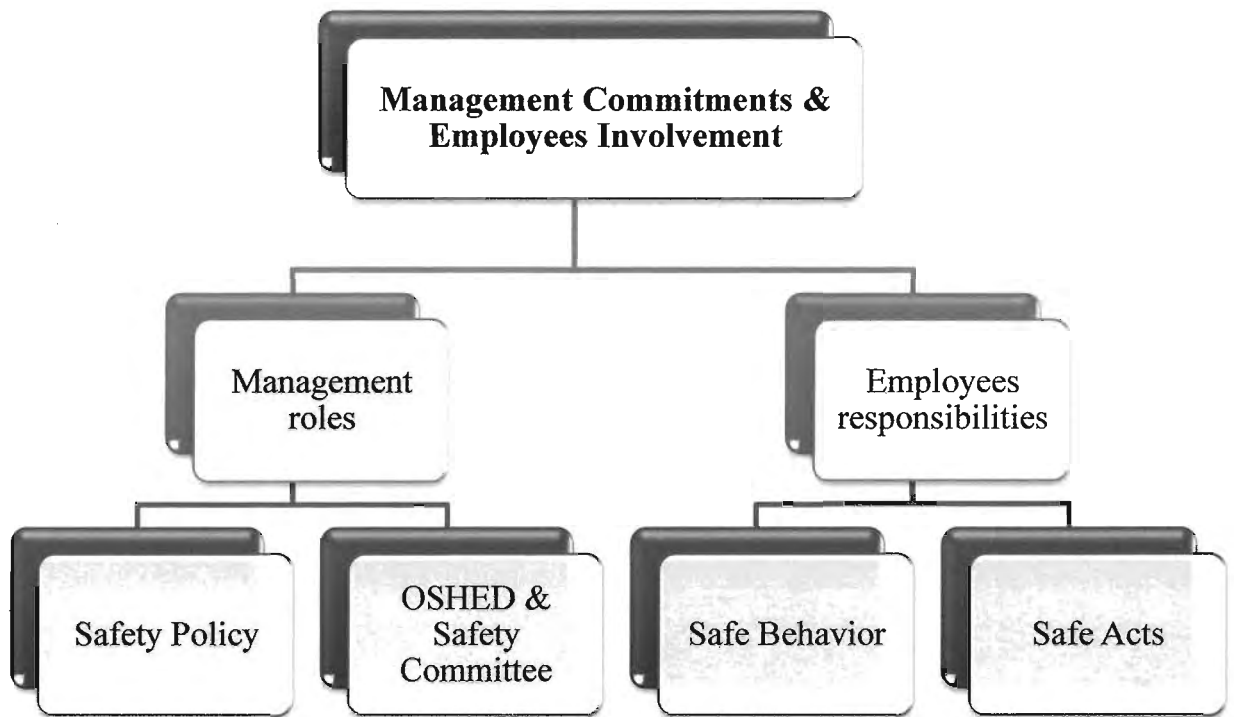 Management Commitments &
Employees Involvement
Management
roles
Employees
responsibilities
Safety Policy
OSHED &
Safety
Committee
Safe Behavior
Safe Acts